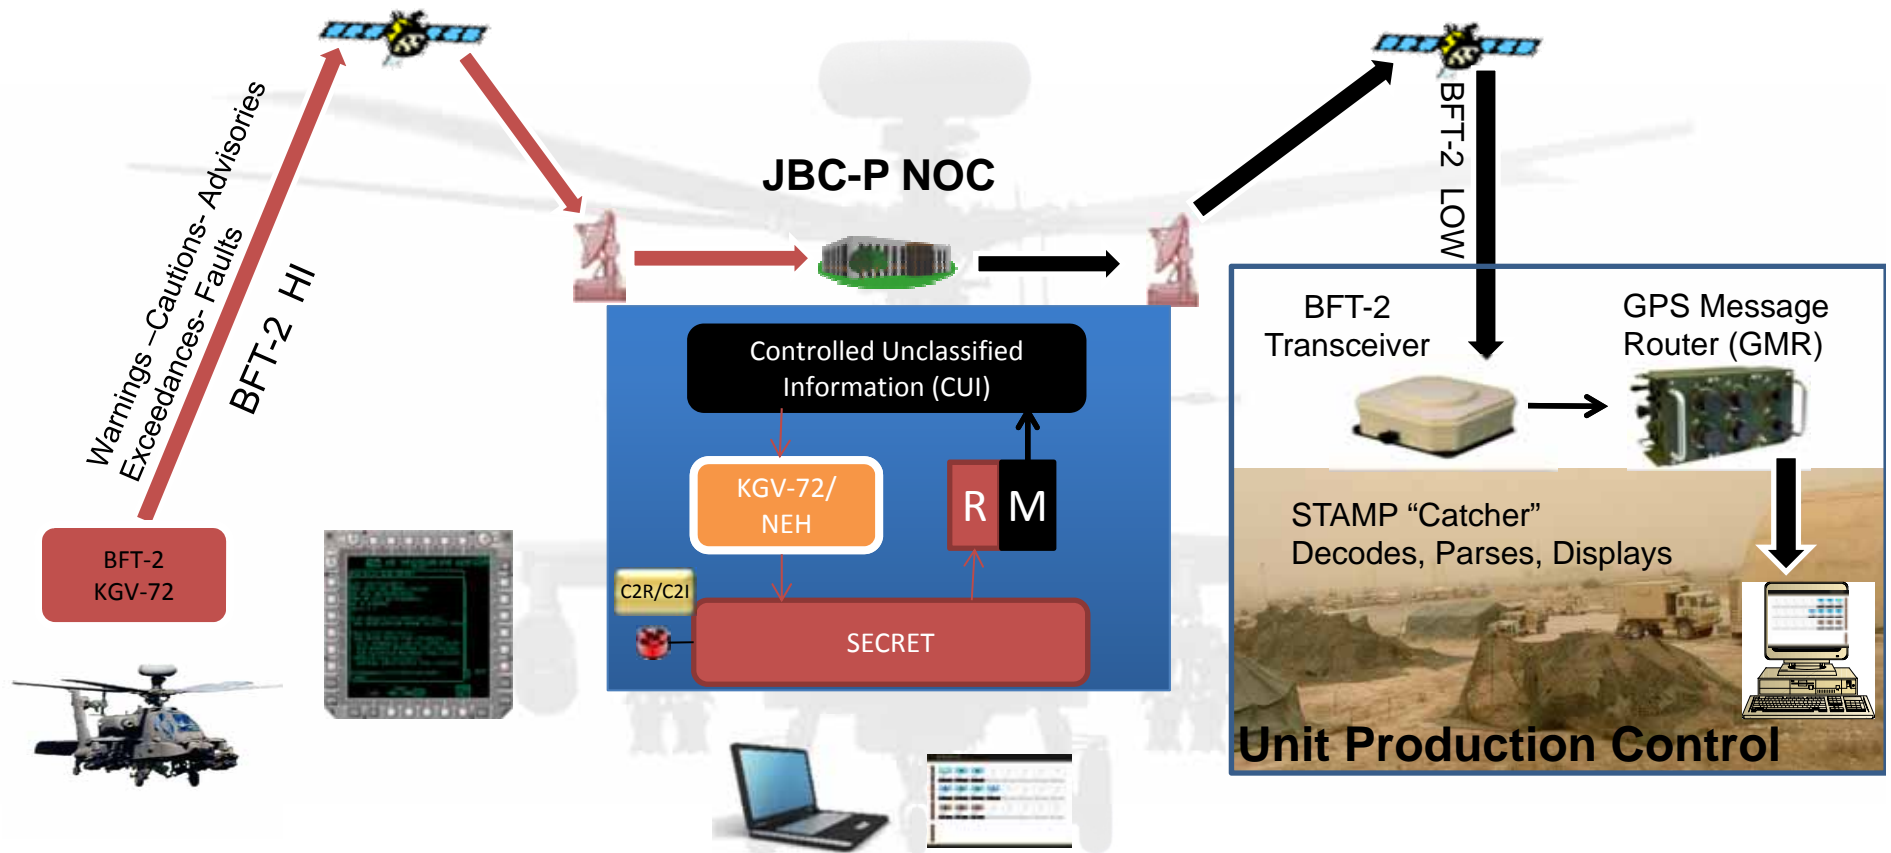 Warnings –Cautions- Advisories
Exceedances- Faults
BFT-2 HI
BFT-2
KGV-72
JBC-P NOC
Controlled Unclassified
Information (CUI)
KGV-72/
NEH
R M
C2R/C2I
SECRET
BFT-2 LOW
BFT-2
Transceiver
GPS Message
Router (GMR)
STAMP “Catcher”
Decodes, Parses, Displays
Unit Production Control